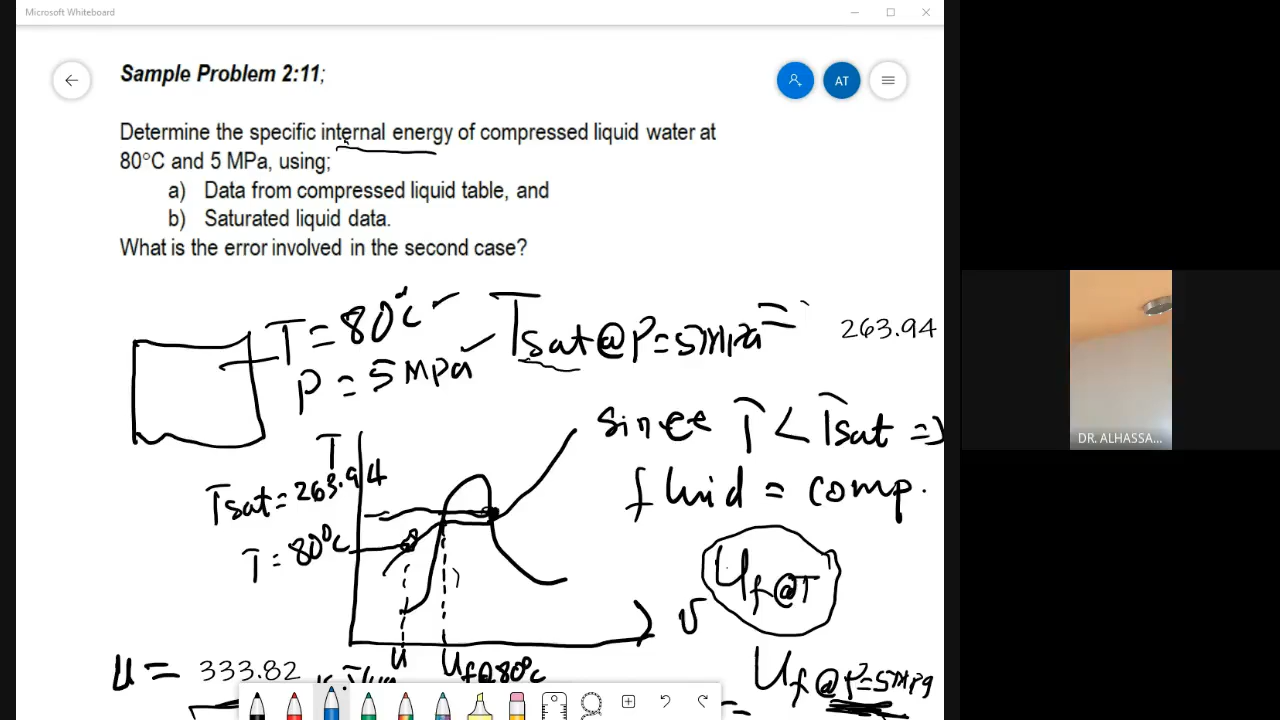 Microsoft Whiteboard
Sample Problem 2:11;
AT
Determine the specific internal energy of compressed liquid water at
80°C and 5 MPa, using;
a) Data from compressed liquid table, and
b) Saturated liquid data.
What is the error involved in the second case?
T = 80°C
Tsat@P=5MPa =
263.94
P = 5MPa
DR. ALHASSA...
since T < Tsat =>
T
Tsat = 263.94
fluid = comp.
T = 80°C
Uf@T
v
u = 333.82
u
Uf@80°C
Uf@P=5MPa
=